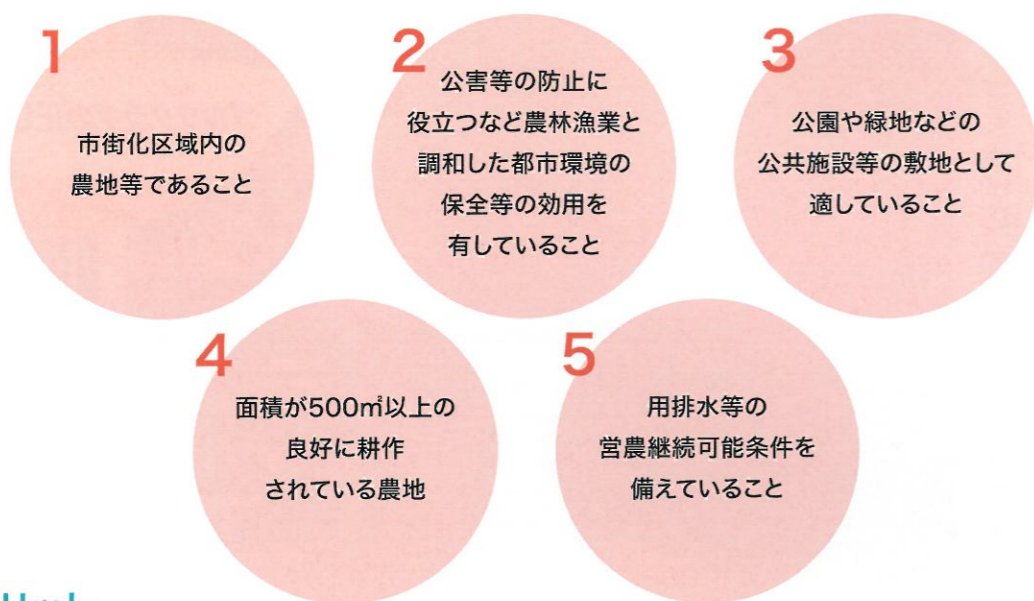 1
市街化区域内の
農地等であること
2
公害等の防止に
役立つなど農林漁業と
調和した都市環境の
保全等の効用を
有していること
3
公園や緑地などの
公共施設等の敷地として
適していること
4
面積が500㎡以上の
良好に耕作
されている農地
5
用排水等の
営農継続可能条件を
備えていること